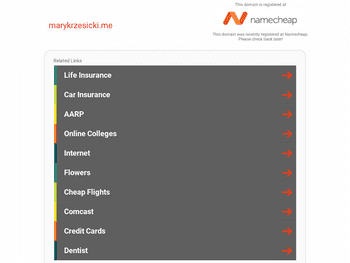 This domain is registered at
marykrzesicki.me
namecheap
This domain was recently registered at Namecheap.
Please check back later!
Related Links
Life Insurance
Car Insurance
AARP
Online Colleges
Internet
Flowers
Cheap Flights
Comcast
Credit Cards
Dentist